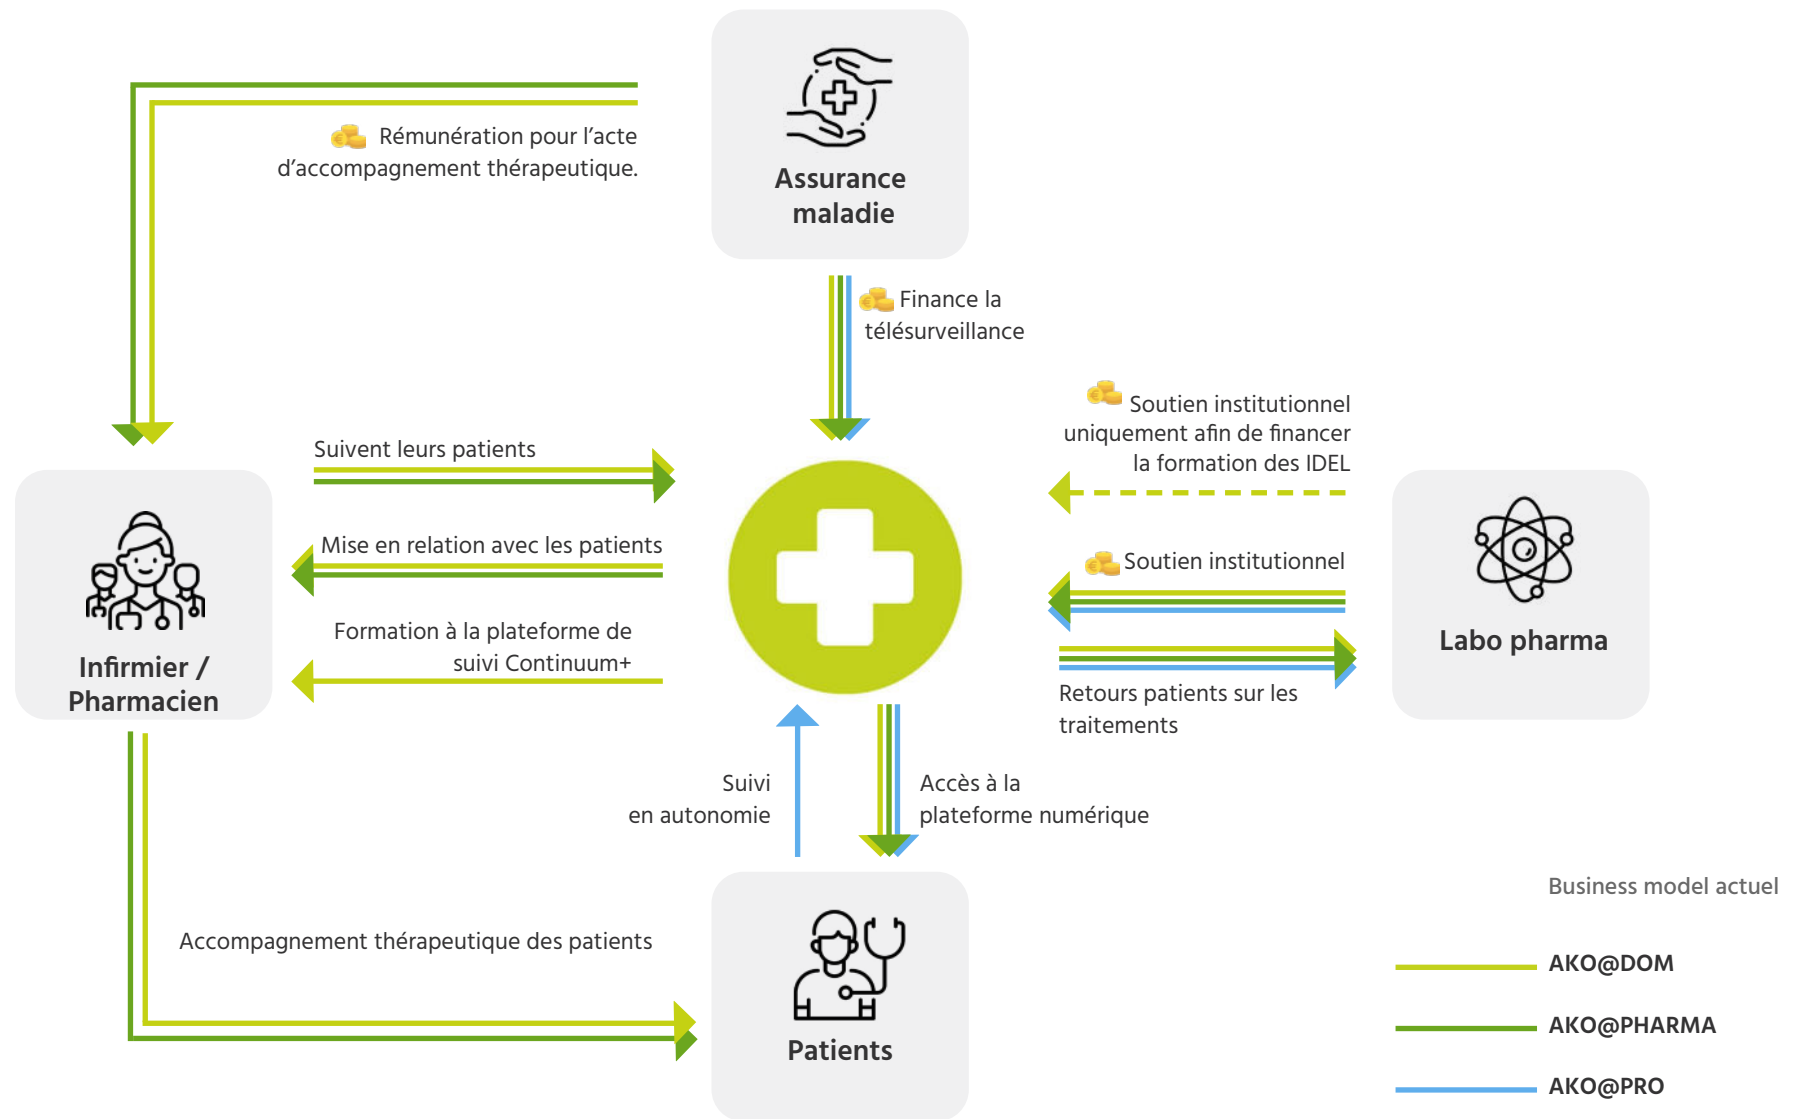 Assurance
maladie
Rémunération pour l’acte
d’accompagnement thérapeutique.
Finance la
télésurveillance
Soutien institutionnel
uniquement afin de financer
la formation des IDEL
Suivent leurs patients
Mise en relation avec les patients
Soutien institutionnel
Formation à la plateforme de
suivi Continuum+
Infirmier /
Pharmacien
Labo pharma
Retours patients sur les
traitements
Suivi
en autonomie
Accès à la
plateforme numérique
Accompagnement thérapeutique des patients
Patients
Business model actuel
AKO@DOM
AKO@PHARMA
AKO@PRO